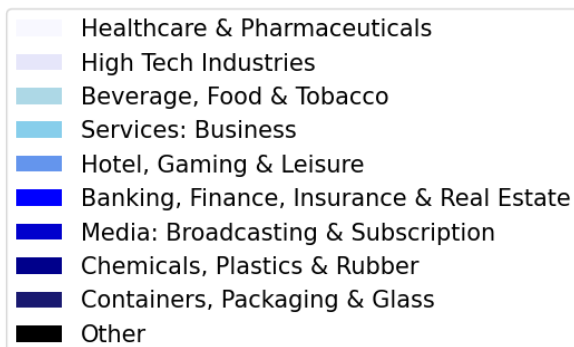 Healthcare & Pharmaceuticals
High Tech Industries
Beverage, Food & Tobacco
Services: Business
Hotel, Gaming & Leisure
Banking, Finance, Insurance & Real Estate
Media: Broadcasting & Subscription
Chemicals, Plastics & Rubber
Containers, Packaging & Glass
Other